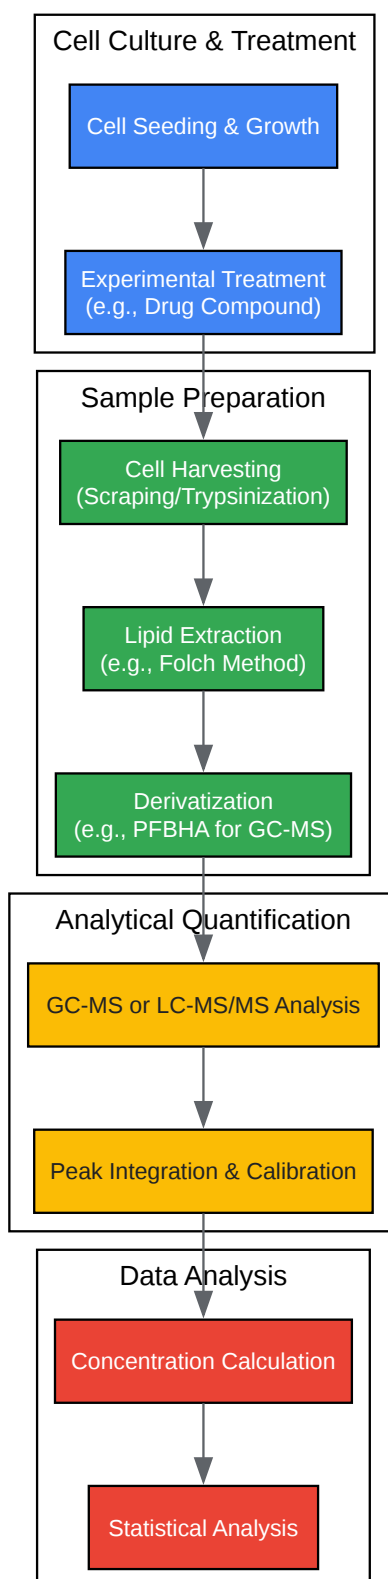 Cell Culture & Treatment
Cell Seeding & Growth
Experimental Treatment
(e.g., Drug Compound)
Sample Preparation
Cell Harvesting
(Scraping/Trypsinization)
Lipid Extraction
(e.g., Folch Method)
Derivatization
(e.g., PFBHA for GC-MS)
Analytical Quantification
GC-MS or LC-MS/MS Analysis
Peak Integration & Calibration
Data Analysis
Concentration Calculation
Statistical Analysis